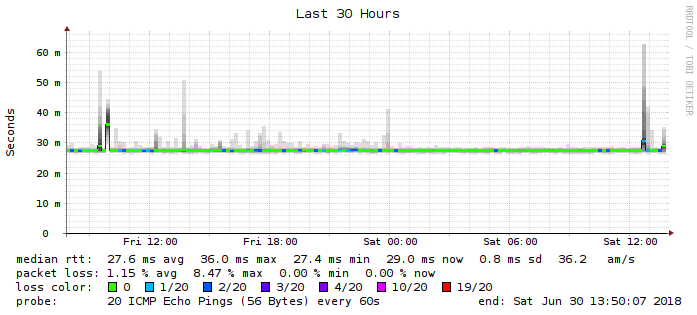 Last 30 Hours
RRDTOOL / TOBI OETIKER
Seconds
60 m
50 m
40 m
30 m
20 m
10 m
0
Fri 12:00 Fri 18:00 Sat 00:00 Sat 06:00 Sat 12:00
median rtt: 27.6 ms avg 36.0 ms max 27.4 ms min 29.0 ms now 0.8 ms sd 36.2 am/s
packet loss: 1.15 % avg 8.47 % max 0.00 % min 0.00 % now
loss color: 0 1/20 2/20 3/20 4/20 10/20 19/20
probe: 20 ICMP Echo Pings (56 Bytes) every 60s end: Sat Jun 30 13:50:07 2018